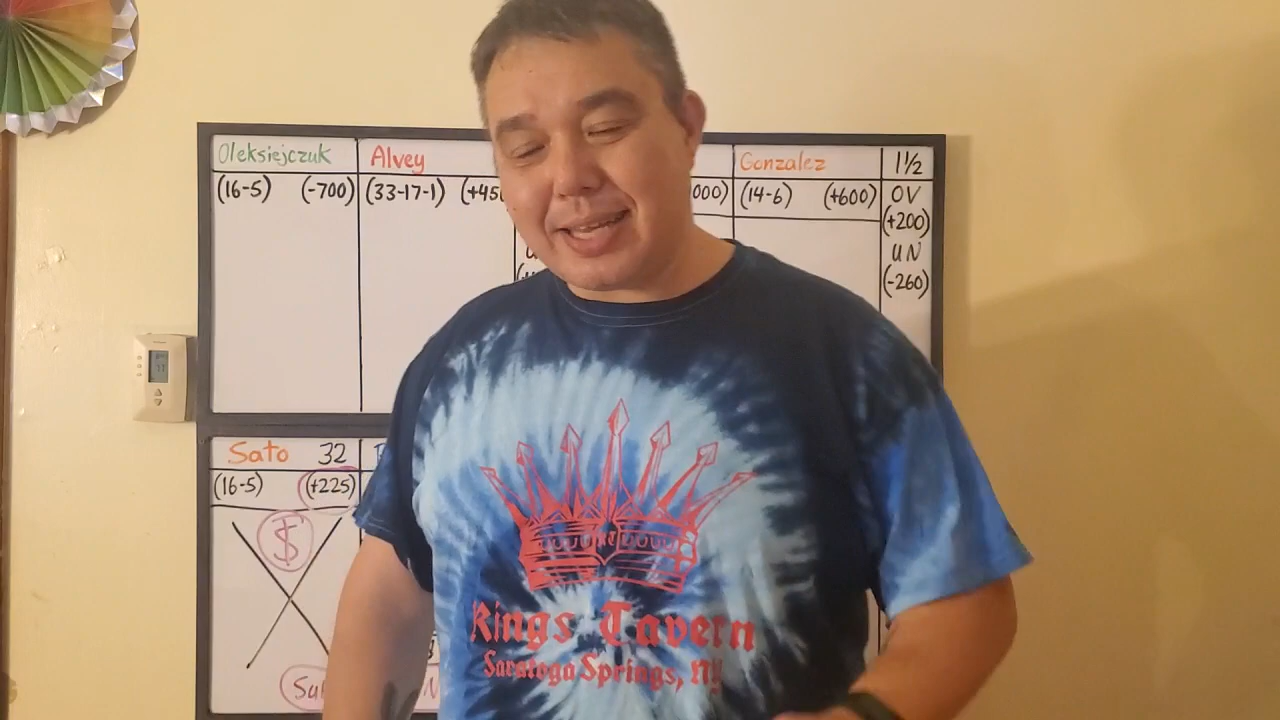 Oleksiejczuk Alvey Gonzalez 1½
(16-5) (-700) (33-17-1) (+450 000) (14-6) (+600) OV
(+200)
UN
(-260)
Sato 32
(16-5) (+225)
$
Kings Tavern
Saratoga Springs, NY